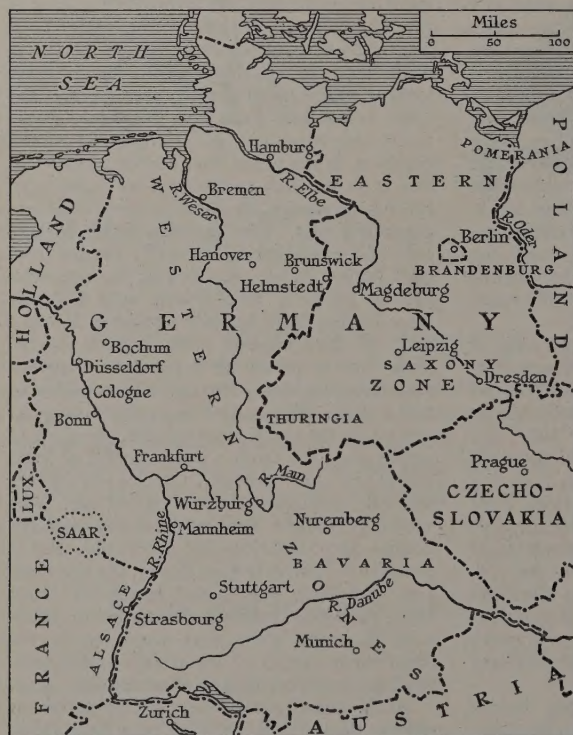 Miles
0 50 100
NORTH
SEA
POLAND
POMERANIA
Hamburg
R. Elbe
EASTERN
WESTERN
R. Weser
Bremen
R. Oder
Berlin
BRANDENBURG
HOLLAND
Hanover
Brunswick
Helmstedt
Magdeburg
GERMANY
Bochum
Düsseldorf
Leipzig
SAXONY
ZONE
Cologne
Dresden
Bonn
THURINGIA
Frankfurt
R. Main
Prague
CZECHO-
SLOVAKIA
LUX
Würzburg
SAAR
Mannheim
Nuremberg
R. Rhine
ZONES
BAVARIA
FRANCE
ALSACE
Stuttgart
R. Danube
Strasbourg
Munich
AUSTRIA
Zurich